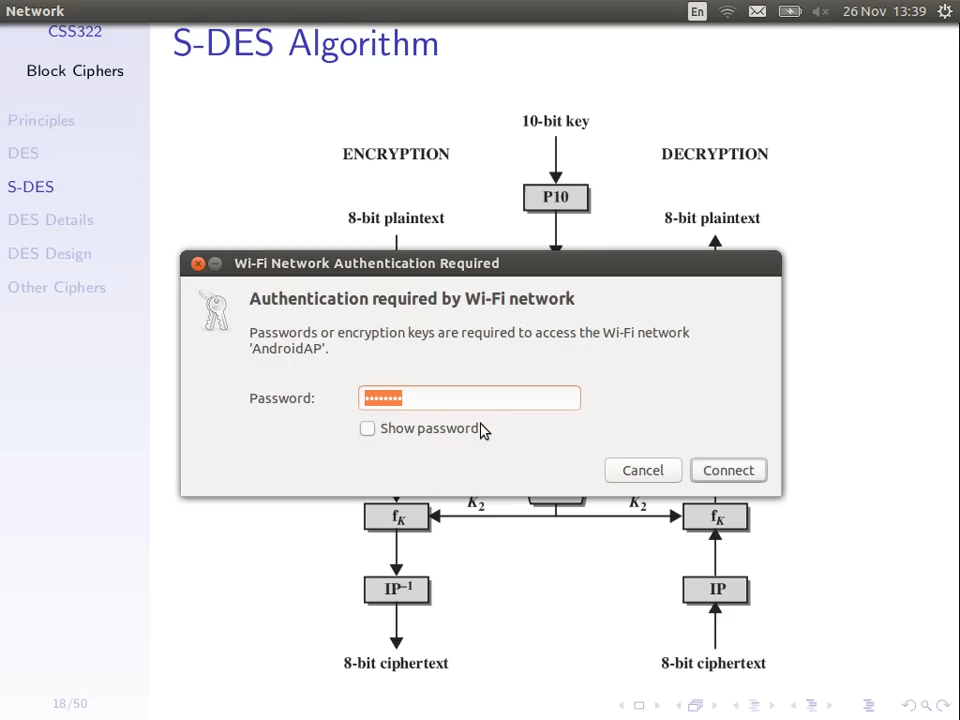 Network
En
26 Nov 13:39
CSS322
Block Ciphers
Principles
DES
S-DES
DES Details
DES Design
Other Ciphers
18/50
S-DES Algorithm
10-bit key
ENCRYPTION
DECRYPTION
P10
8-bit plaintext
8-bit plaintext
Wi-Fi Network Authentication Required
Authentication required by Wi-Fi network
Passwords or encryption keys are required to access the Wi-Fi network
'AndroidAP'.
Password: ••••••••
Show password
Cancel
Connect
K2
K2
fK
fK
IP–1
IP
8-bit ciphertext
8-bit ciphertext